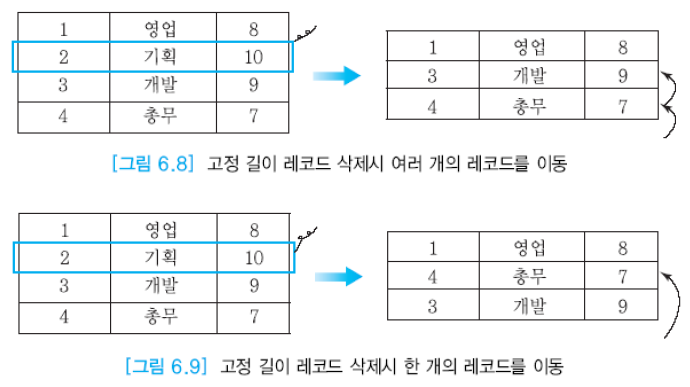 1 영업 8
2 기획 10
3 개발 9
4 총무 7
1 영업 8
3 개발 9
4 총무 7
[그림 6.8] 고정 길이 레코드 삭제시 여러 개의 레코드를 이동
1 영업 8
2 기획 10
3 개발 9
4 총무 7
1 영업 8
4 총무 7
3 개발 9
[그림 6.9] 고정 길이 레코드 삭제시 한 개의 레코드를 이동